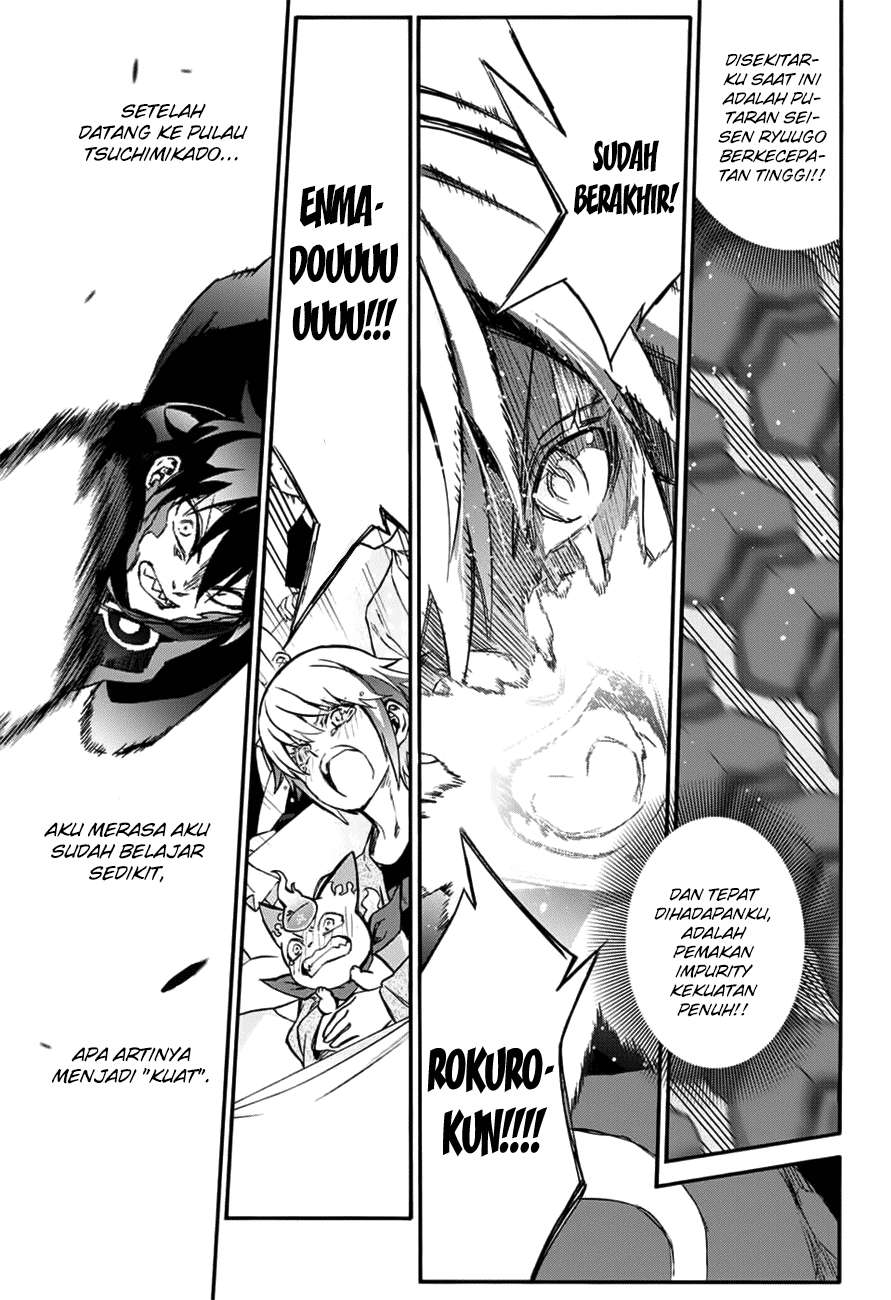 DISEKITAR-
KU SAAT INI
ADALAH PU-
TARAN SEI-
SEN RYUUGO
BERKECEPA-
TAN TINGGI!!
DAN TEPAT
DIHADAPANKU,
ADALAH
PEMAKAN
IMPURITY
KEKUATAN
PENUH!!
SUDAH
BERAKHIR!
ROKURO-
KUN!!!!
ENMA-
DOUUUU
UUUU!!!
SETELAH
DATANG KE PULAU
TSUCHIMIKADO...
AKU MERASA AKU
SUDAH BELAJAR
SEDIKIT,
APA ARTINYA
MENJADI "KUAT".